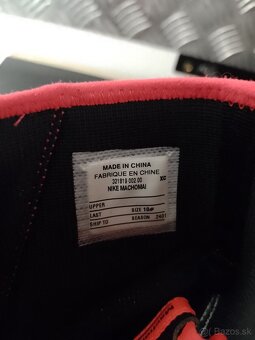 MADE IN CHINA
FABRIQUE EN CHINE
321819 002 00
NIKE MACHOMAI
UPPER
LAST SIZE
SHIP TO SEASON
Bazos.sk